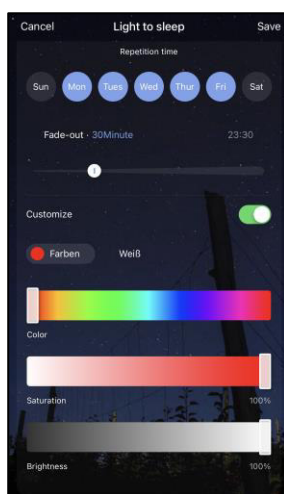 Cancel Light to sleep Save
Repetition time
Sun Mon Tues Wed Thur Fri Sat
Fade-out · 30Minute 23:30
Customize
Farben Weiß
Color
Saturation 100%
Brightness 100%